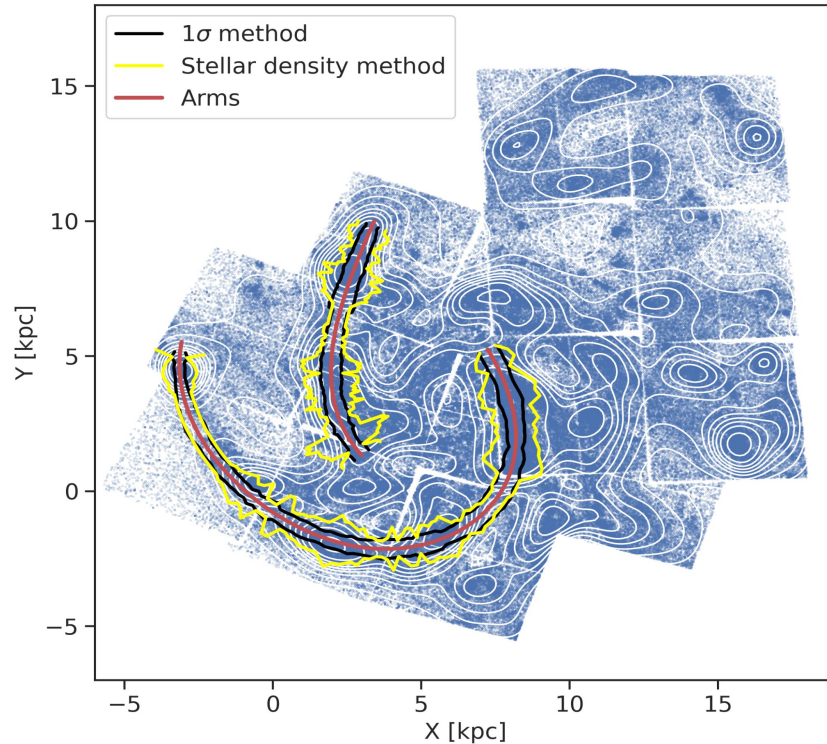 1σ method
Stellar density method
Arms
Y [kpc]
15
10
5
0
−5
−5 0 5 10 15
X [kpc]